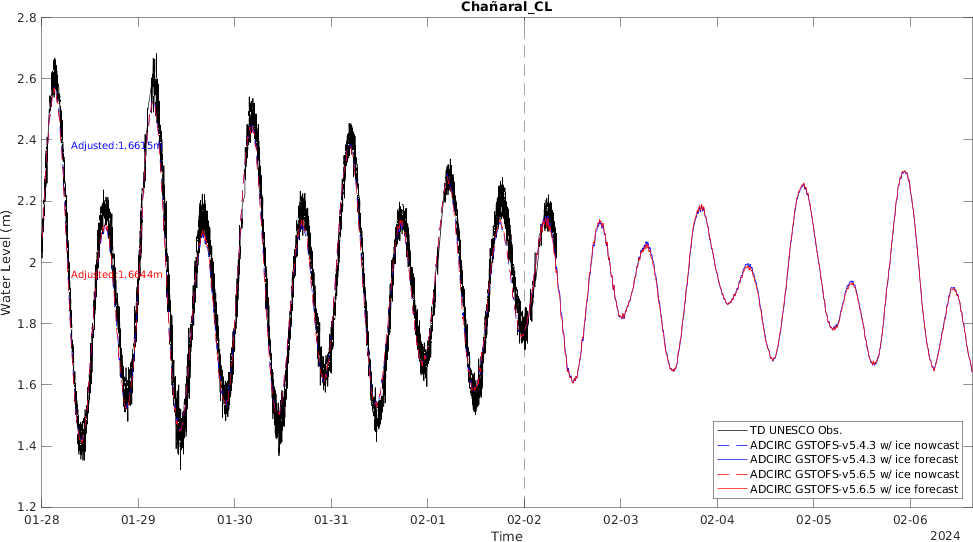 Chañaral_CL
2.8
2.6
2.4
2.2
2
1.8
1.6
1.4
1.2
Water Level (m)
Adjusted:1.6615m
Adjusted:1.6644m
TD UNESCO Obs.
ADCIRC GSTOFS-v5.4.3 w/ ice nowcast
ADCIRC GSTOFS-v5.4.3 w/ ice forecast
ADCIRC GSTOFS-v5.6.5 w/ ice nowcast
ADCIRC GSTOFS-v5.6.5 w/ ice forecast
01-28 01-29 01-30 01-31 02-01 02-02 02-03 02-04 02-05 02-06
Time
2024